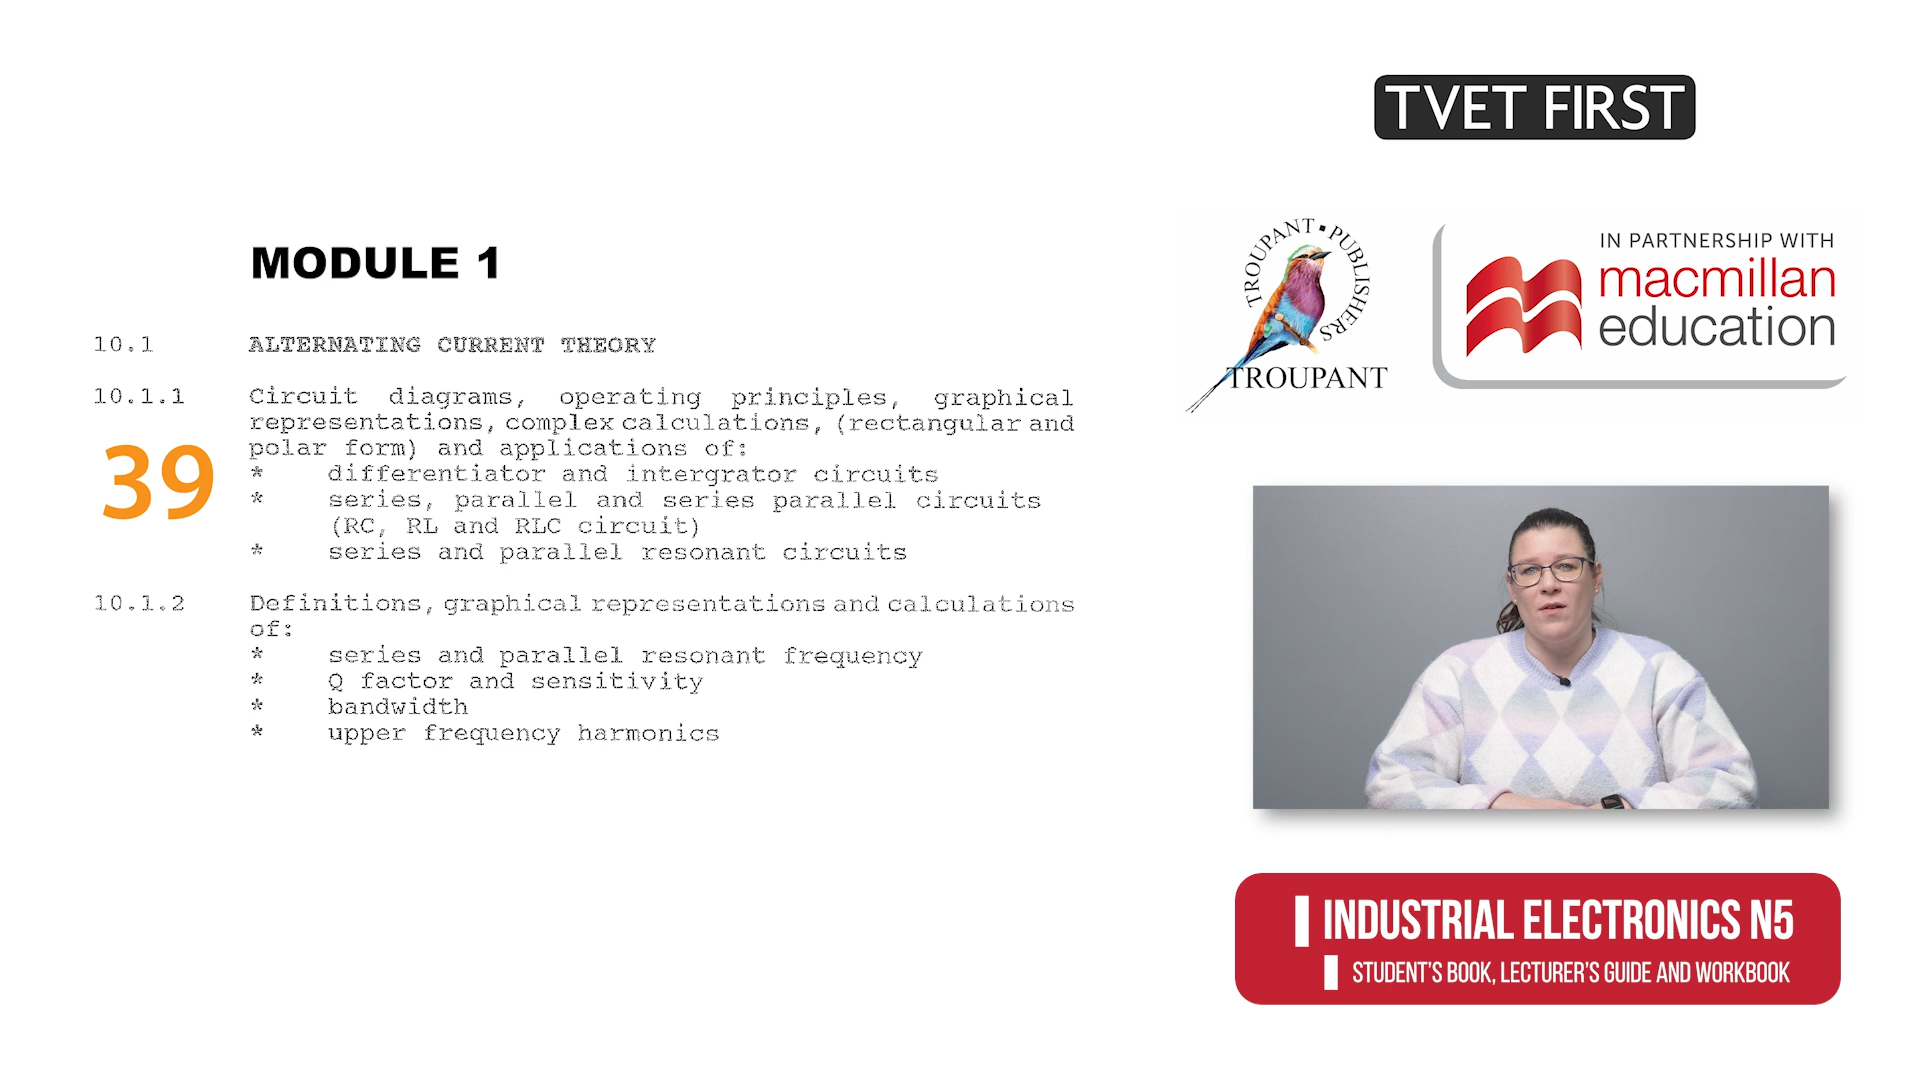 TVET FIRST
TROUPANT ▪ PUBLISHERS
TROUPANT
IN PARTNERSHIP WITH
macmillan
education
MODULE 1
10.1 ALTERNATING CURRENT THEORY
10.1.1 Circuit diagrams, operating principles, graphical
representations, complex calculations, (rectangular and
polar form) and applications of:
39
* differentiator and intergrator circuits
* series, parallel and series parallel circuits
(RC, RL and RLC circuit)
* series and parallel resonant circuits
10.1.2 Definitions, graphical representations and calculations
of:
* series and parallel resonant frequency
* Q factor and sensitivity
* bandwidth
* upper frequency harmonics
INDUSTRIAL ELECTRONICS N5
STUDENT'S BOOK, LECTURER'S GUIDE AND WORKBOOK